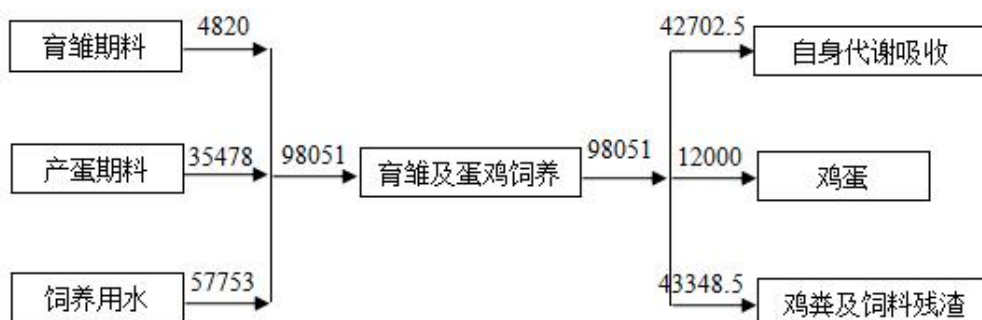 4820
42702.5
育雏期料
自身代谢吸收
35478
98051
98051
12000
产蛋期料
育雏及蛋鸡饲养
鸡蛋
57753
43348.5
饲养用水
鸡粪及饲料残渣